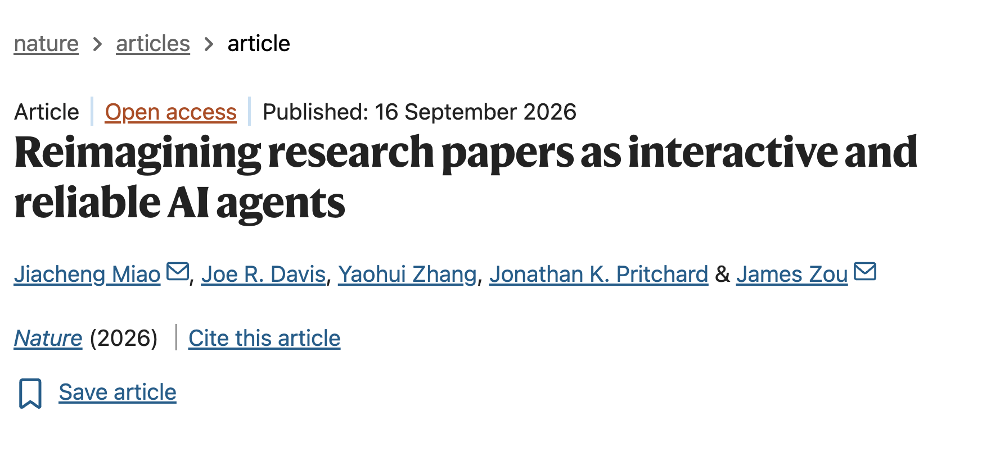 nature > articles > article
Article | Open access | Published: 16 September 2026
Reimagining research papers as interactive and
reliable AI agents
Jiacheng Miao, Joe R. Davis, Yaohui Zhang, Jonathan K. Pritchard & James Zou
Nature (2026) | Cite this article
Save article